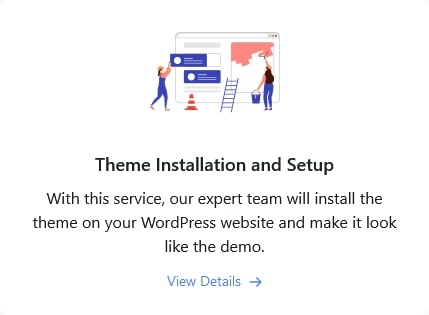 Theme Installation and Setup
With this service, our expert team will install the
theme on your WordPress website and make it look
like the demo.
View Details →